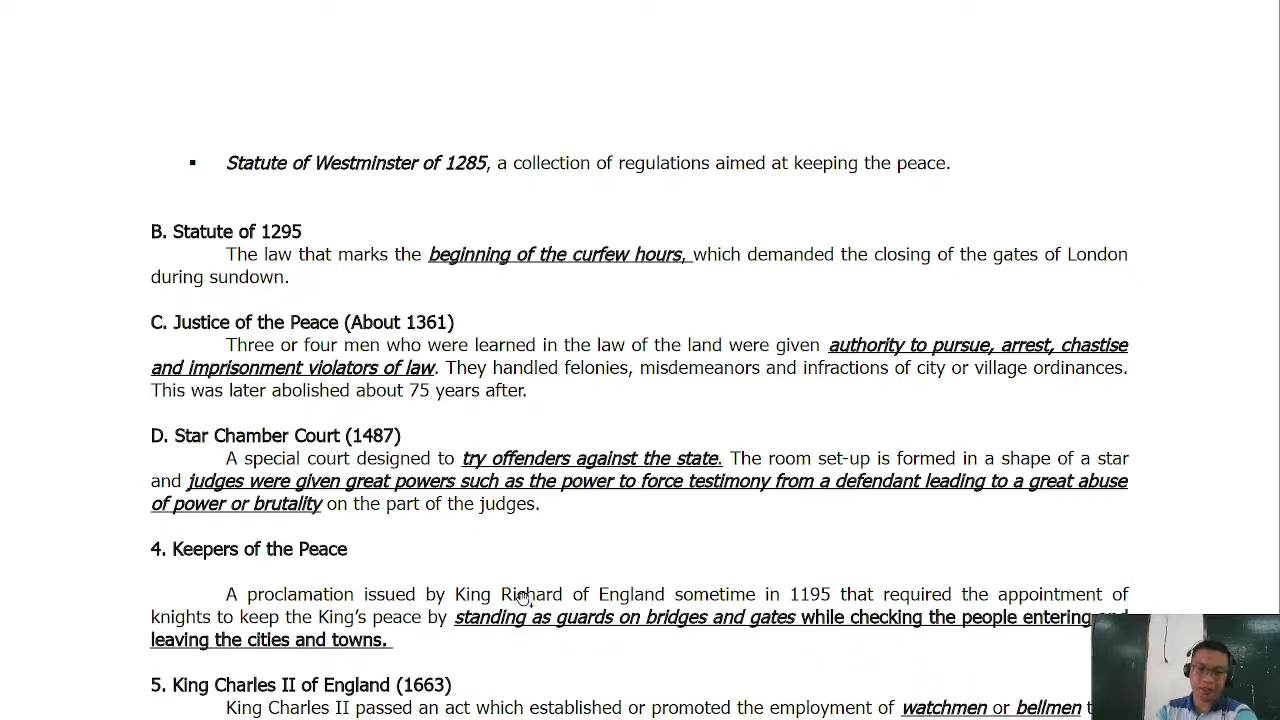 ▪ Statute of Westminster of 1285, a collection of regulations aimed at keeping the peace.
B. Statute of 1295
The law that marks the beginning of the curfew hours, which demanded the closing of the gates of London
during sundown.
C. Justice of the Peace (About 1361)
Three or four men who were learned in the law of the land were given authority to pursue, arrest, chastise
and imprisonment violators of law. They handled felonies, misdemeanors and infractions of city or village ordinances.
This was later abolished about 75 years after.
D. Star Chamber Court (1487)
A special court designed to try offenders against the state. The room set-up is formed in a shape of a star
and judges were given great powers such as the power to force testimony from a defendant leading to a great abuse
of power or brutality on the part of the judges.
4. Keepers of the Peace
A proclamation issued by King Richard of England sometime in 1195 that required the appointment of
knights to keep the King's peace by standing as guards on bridges and gates while checking the people entering and
leaving the cities and towns.
5. King Charles II of England (1663)
King Charles II passed an act which established or promoted the employment of watchmen or bellmen